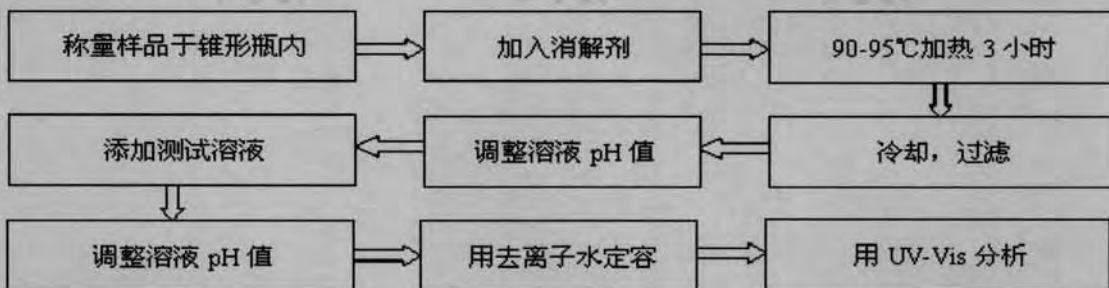 称量样品于锥形瓶内
加入消解剂
90-95℃加热 3 小时
冷却，过滤
调整溶液 pH 值
添加测试溶液
调整溶液 pH 值
用去离子水定容
用 UV-Vis 分析